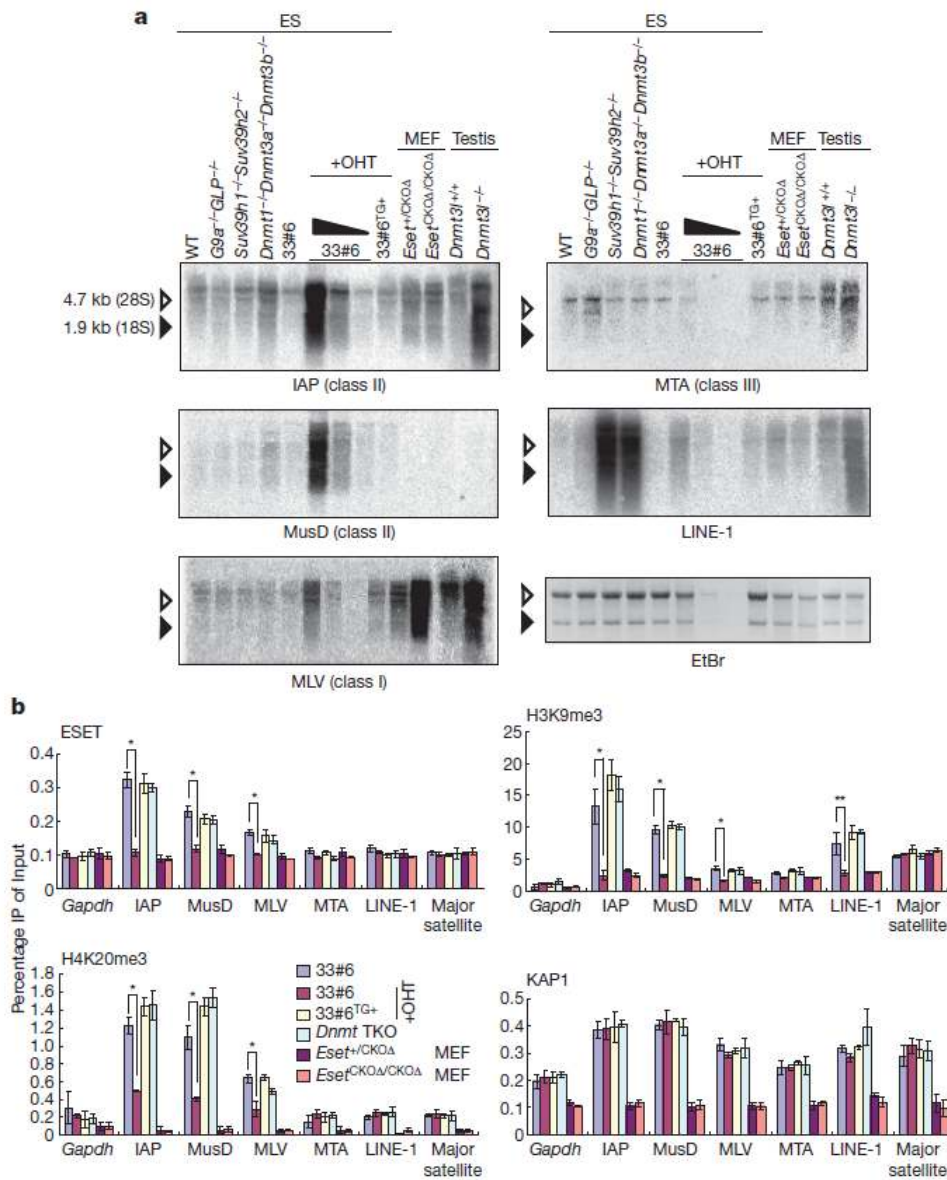 a
ES
ES
WT
G9a−/−GLP−/−
Suv39h1−/−Suv39h2−/−
Dnmt1−/−Dnmt3a−/−Dnmt3b−/−
33#6
+OHT
33#6
33#6TG+
MEF
Eset+/CKOΔ
EsetCKOΔ/CKOΔ
Testis
Dnmt3l+/+
Dnmt3l−/−
WT
G9a−/−GLP−/−
Suv39h1−/−Suv39h2−/−
Dnmt1−/−Dnmt3a−/−Dnmt3b−/−
33#6
+OHT
33#6
33#6TG+
MEF
Eset+/CKOΔ
EsetCKOΔ/CKOΔ
Testis
Dnmt3l+/+
Dnmt3l−/−
4.7 kb (28S)
1.9 kb (18S)
IAP (class II)
MTA (class III)
MusD (class II)
LINE-1
MLV (class I)
EtBr
b
ESET
0.4
0.3
0.2
0.1
0
* * *
Gapdh IAP MusD MLV MTA LINE-1 Major
satellite
H3K9me3
25
20
15
10
5
0
* * * **
Gapdh IAP MusD MLV MTA LINE-1 Major
satellite
Percentage IP of Input
H4K20me3
1.8
1.6
1.4
1.2
1.0
0.8
0.6
0.4
0.2
0
* * *
Gapdh IAP MusD MLV MTA LINE-1 Major
satellite
33#6
33#6
33#6TG+
+OHT
Dnmt TKO
Eset+/CKOΔ MEF
EsetCKOΔ/CKOΔ MEF
KAP1
0.5
0.4
0.3
0.2
0.1
0
Gapdh IAP MusD MLV MTA LINE-1 Major
satellite